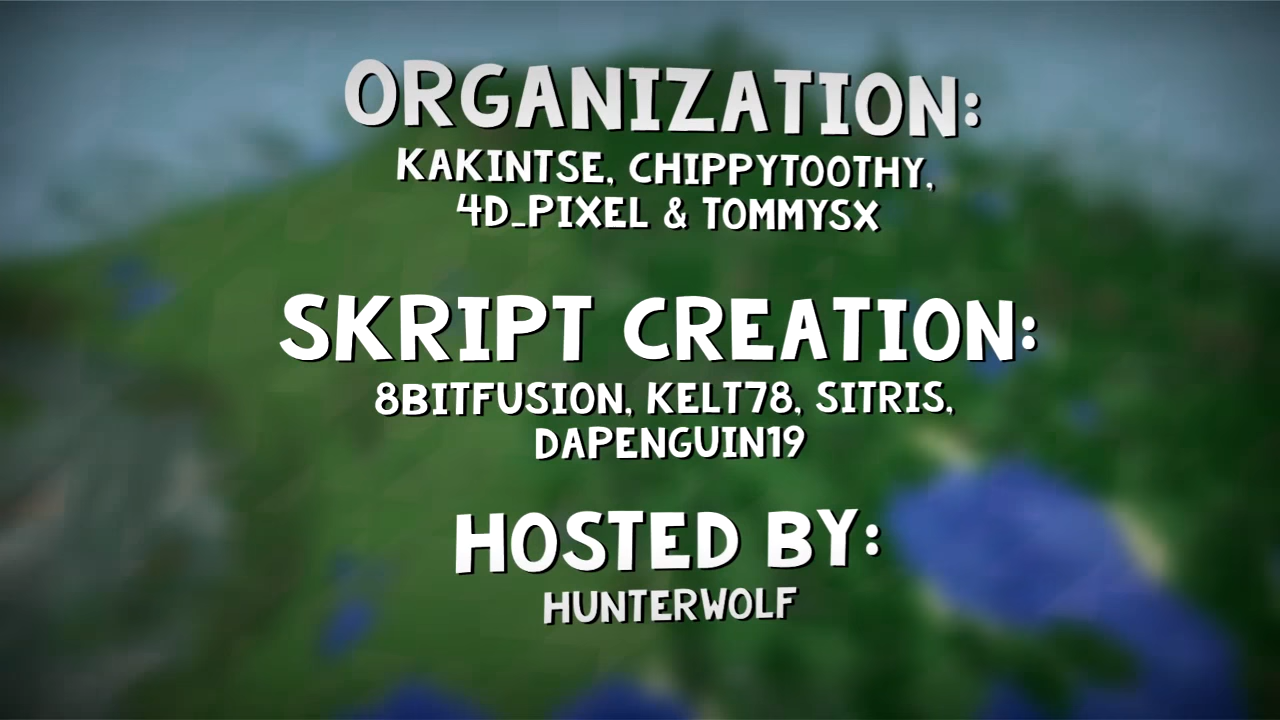 ORGANIZATION:
KAKINTSE, CHIPPYTOOTHY,
4D_PIXEL & TOMMYSX
SKRIPT CREATION:
8BITFUSION, KELT78, SITRIS,
DAPENGUIN19
HOSTED BY:
HUNTERWOLF